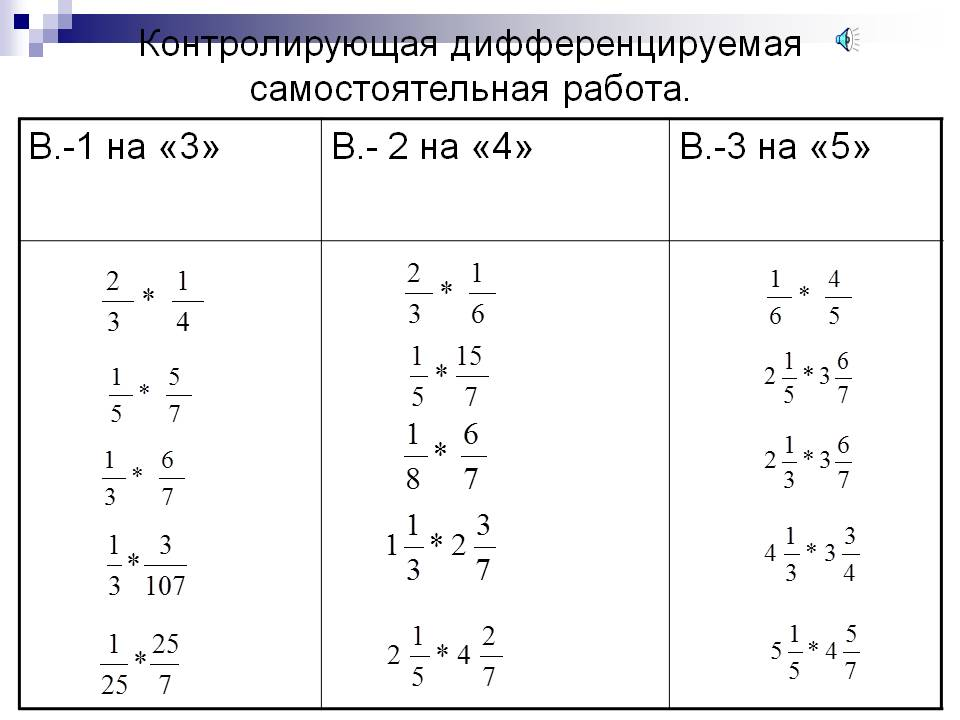 Контролирующая дифференцируемая
самостоятельная работа.
В.-1 на «3» В.- 2 на «4» В.-3 на «5»
2/3 * 1/4
1/5 * 5/7
1/3 * 6/7
1/3 * 3/107
1/25 * 25/7
2/3 * 1/6
1/5 * 15/7
1/8 * 6/7
1 1/3 * 2 3/7
2 1/5 * 4 2/7
1/6 * 4/5
2 1/5 * 3 6/7
2 1/3 * 3 6/7
4 1/3 * 3 3/4
5 1/5 * 4 5/7